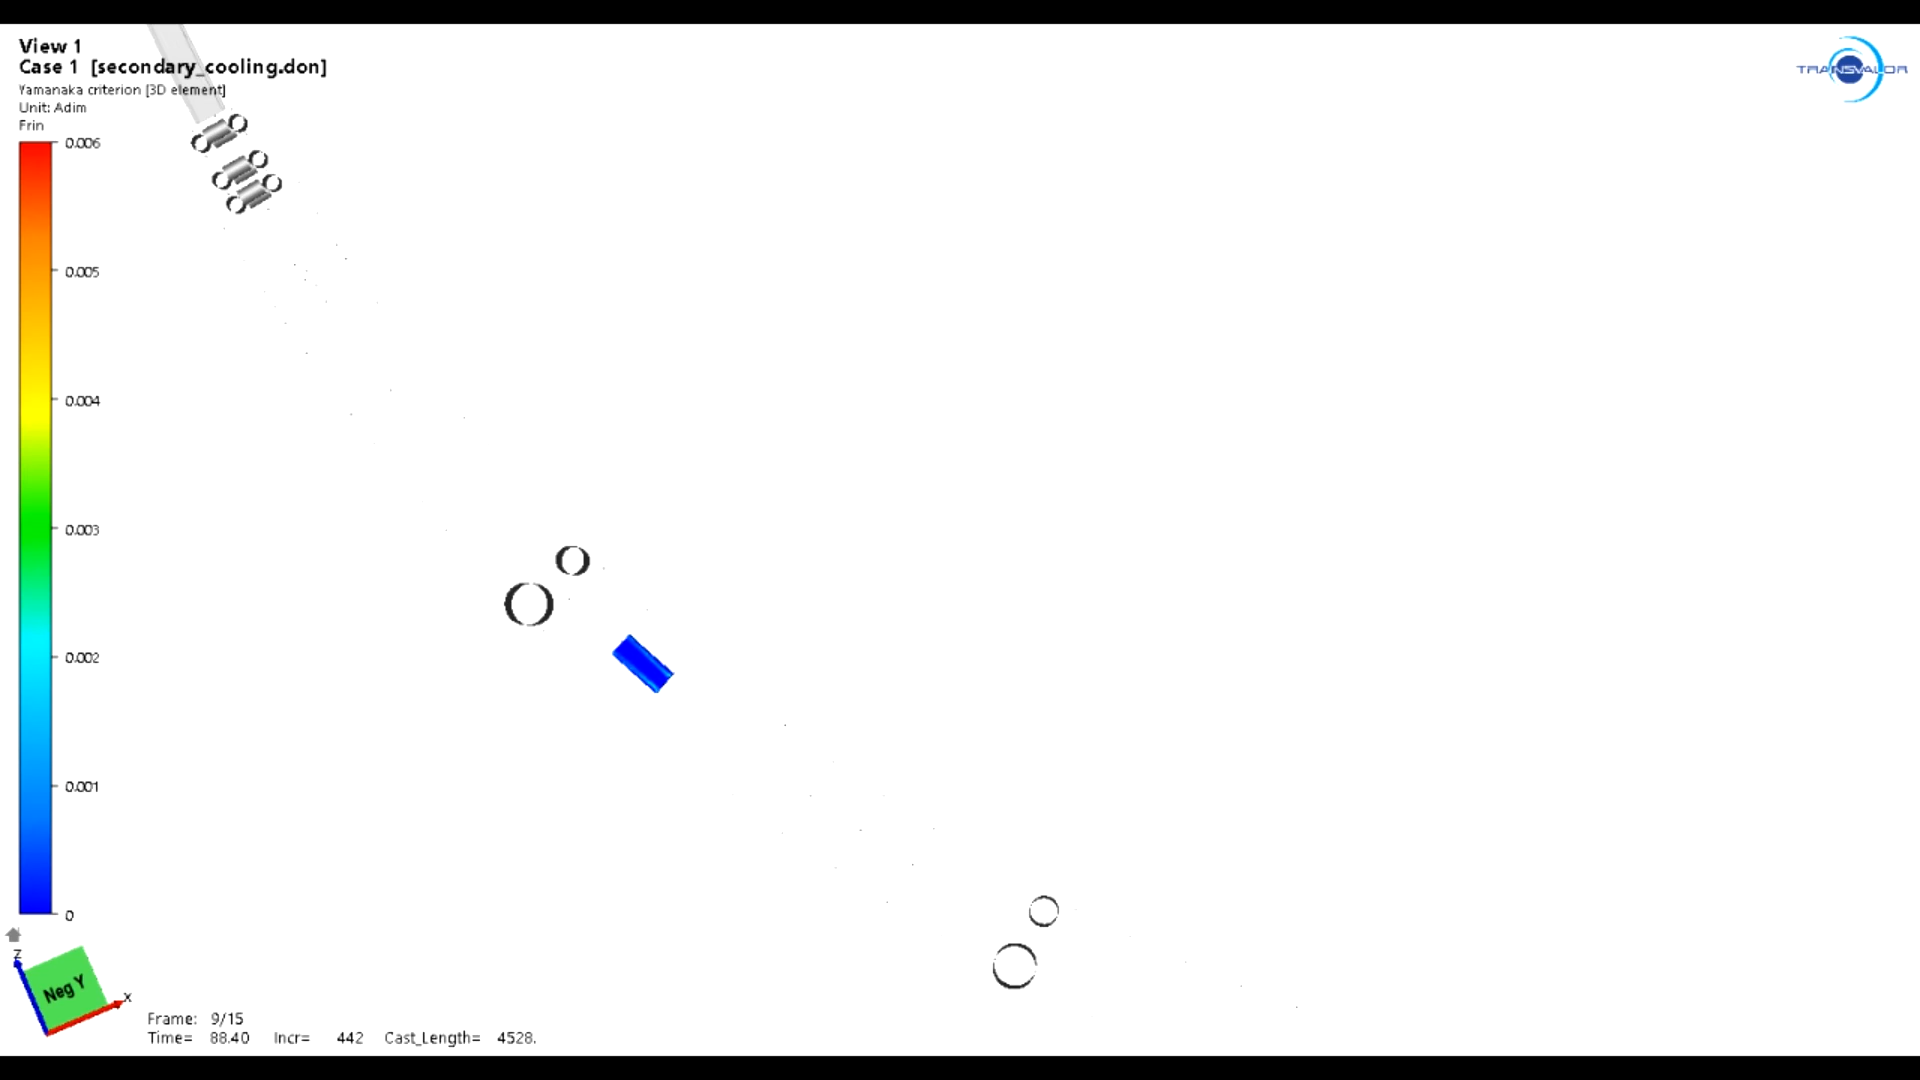 View 1
Case 1 [secondary_cooling.don]
Yamanaka criterion [3D element]
Unit: Adim
Frin
TRANSVALOR
0.006
0.005
0.004
0.003
0.002
0.001
0
Z
Neg Y
X
Frame: 9/15
Time= 88.40 Incr= 442 Cast_Length= 4528.